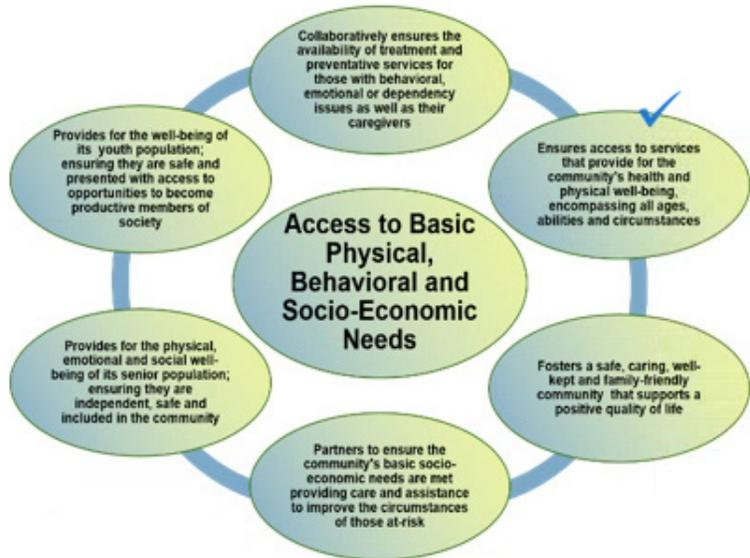 Collaboratively ensures the
availability of treatment and
preventative services for
those with behavioral,
emotional or dependency
issues as well as their
caregivers
Ensures access to services
that provide for the
community's health and
physical well-being,
encompassing all ages,
abilities and circumstances
Fosters a safe, caring, well-
kept and family-friendly
community that supports a
positive quality of life
Partners to ensure the
community's basic socio-
economic needs are met
providing care and assistance
to improve the circumstances
of those at-risk
Provides for the physical,
emotional and social well-
being of its senior population;
ensuring they are
independent, safe and
included in the community
Provides for the well-being of
its youth population;
ensuring they are safe and
presented with access to
opportunities to become
productive members of
society
Access to Basic
Physical,
Behavioral and
Socio-Economic
Needs